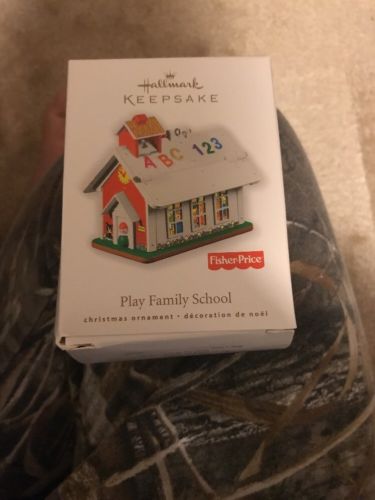 Hallmark
KEEPSAKE
ABC 123
Fisher-Price
Play Family School
christmas ornament • décoration de noël